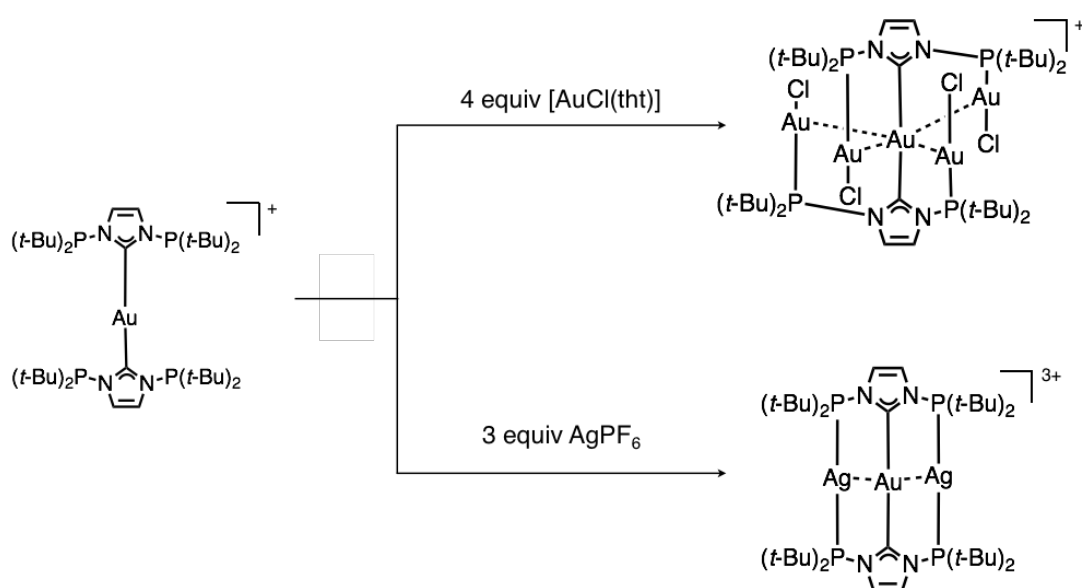 N N +
(t-Bu)₂P P(t-Bu)₂
Cl Cl
4 equiv [AuCl(tht)]
Au Au
Au Au Au
Cl
Cl
(t-Bu)₂P N N P(t-Bu)₂
+
(t-Bu)₂P N N P(t-Bu)₂
Au
(t-Bu)₂P N N P(t-Bu)₂
3+
(t-Bu)₂P N N P(t-Bu)₂
3 equiv AgPF₆
Ag Au Ag
(t-Bu)₂P N N P(t-Bu)₂